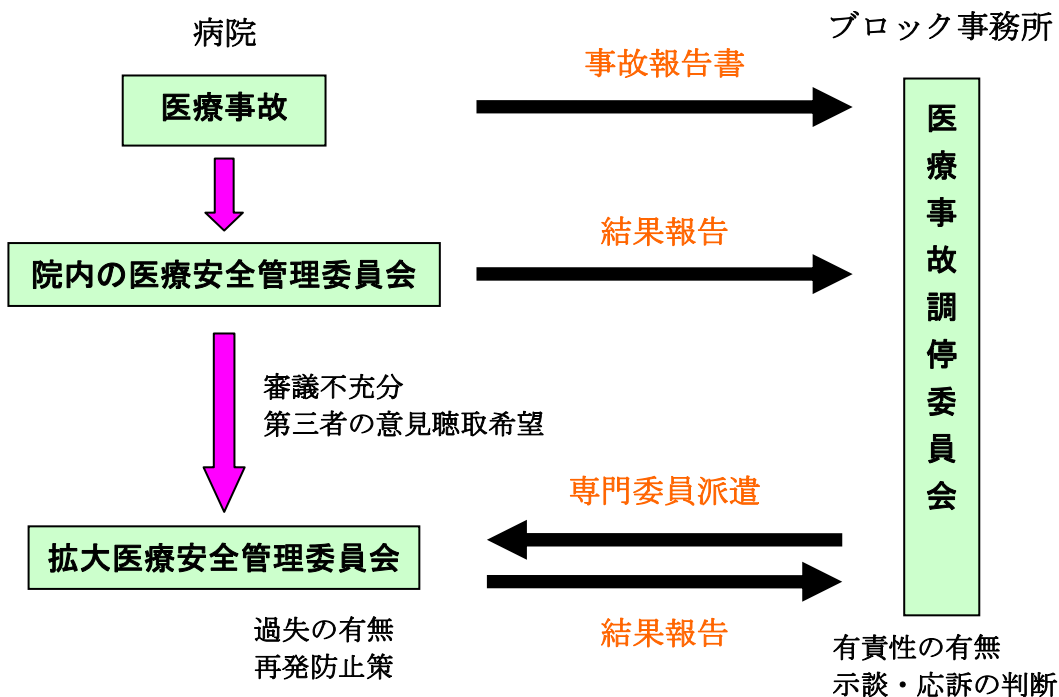 病院
ブロック事務所
事故報告書
医療事故
医療事故調停委員会
結果報告
院内の医療安全管理委員会
審議不充分
第三者の意見聴取希望
専門委員派遣
拡大医療安全管理委員会
結果報告
過失の有無
再発防止策
有責性の有無
示談・応訴の判断